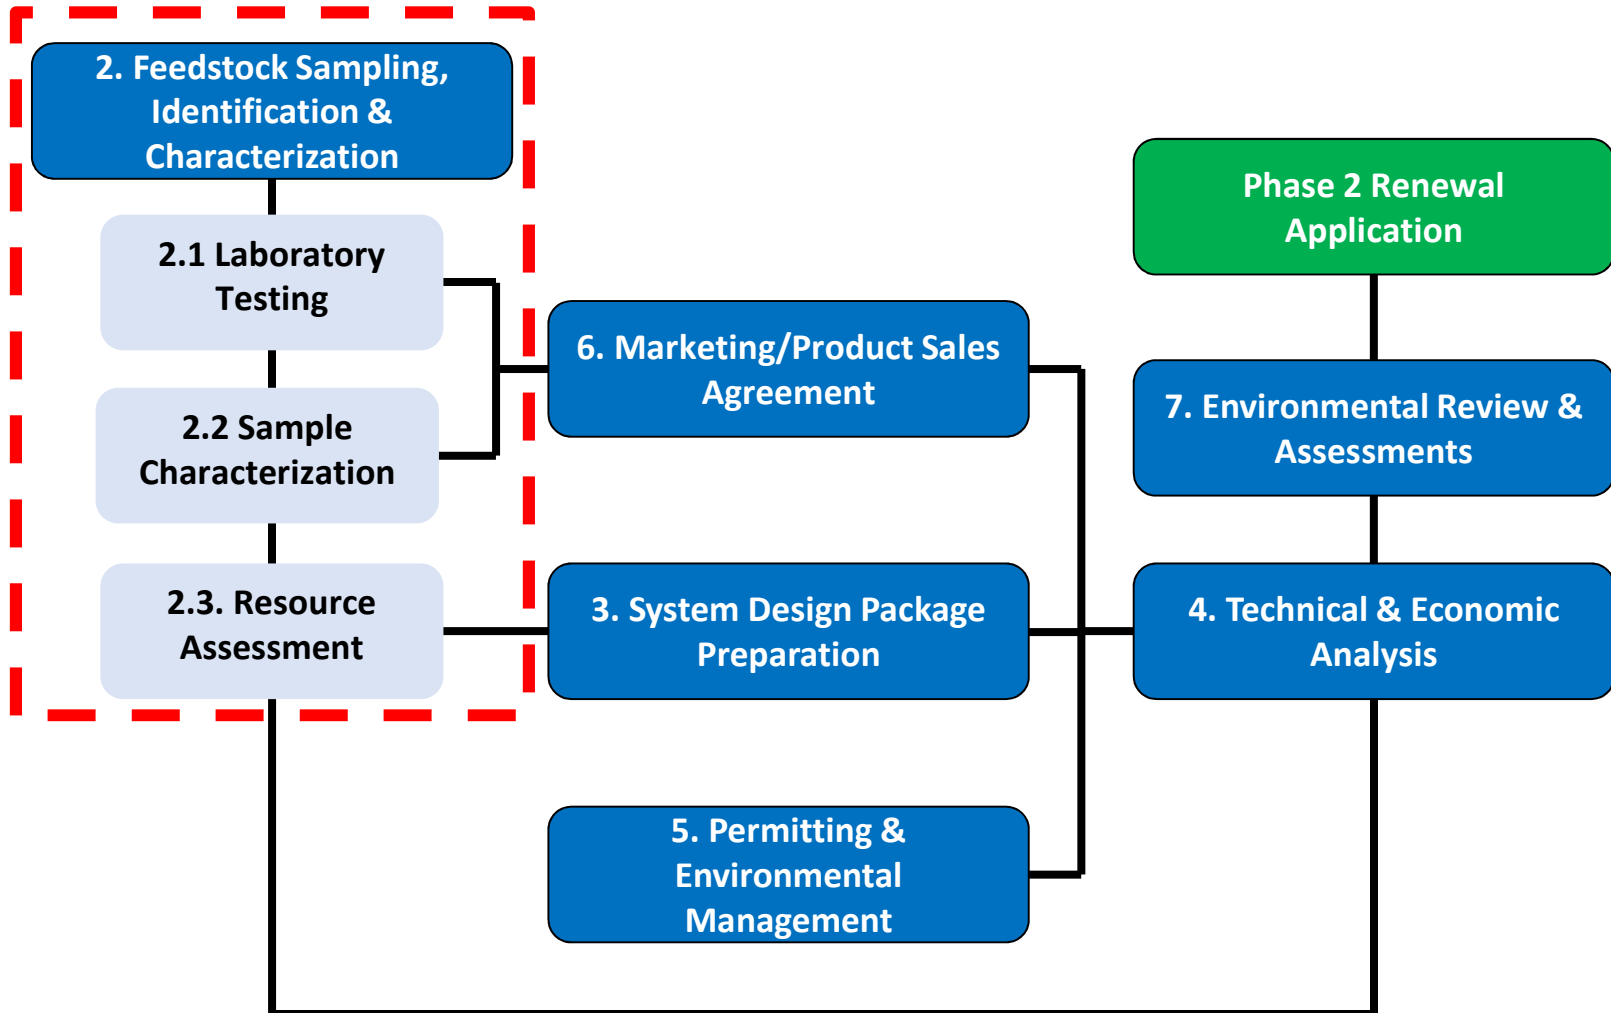 2. Feedstock Sampling,
Identification &
Characterization
2.1 Laboratory
Testing
2.2 Sample
Characterization
2.3. Resource
Assessment
6. Marketing/Product Sales
Agreement
3. System Design Package
Preparation
5. Permitting &
Environmental
Management
Phase 2 Renewal
Application
7. Environmental Review &
Assessments
4. Technical & Economic
Analysis